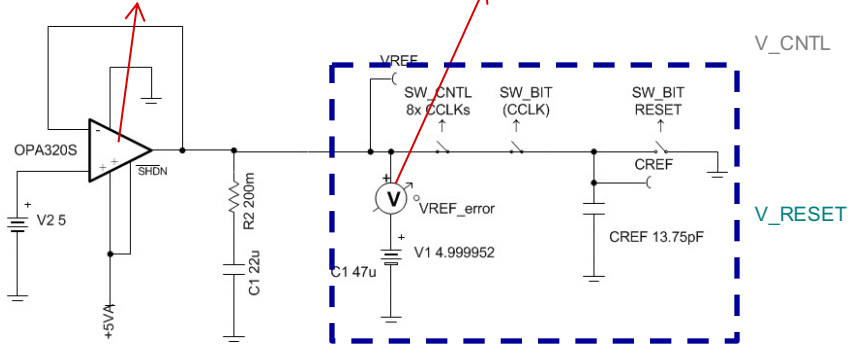 V_CNTL
VREF
SW_CNTL
8x CCLKs
SW_BIT
(CCLK)
SW_BIT
RESET
-
OPA320S
+ +
SHDN
CREF
+
V2 5
R2 200m
+
V
VREF_error
V_RESET
+
V1 4.999952
CREF 13.75pF
C1 22u
C1 47u
+5VA